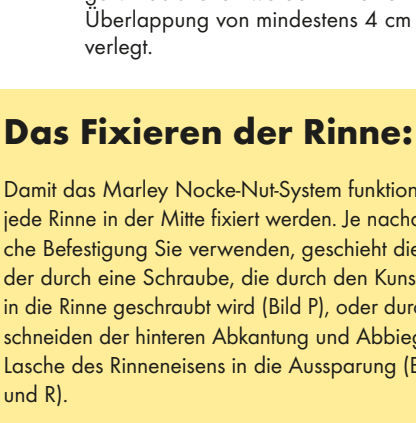 Überlappung von mindestens 4 cm
verlegt.
Das Fixieren der Rinne:
Damit das Marley Nocke-Nut-System funktion
jede Rinne in der Mitte fixiert werden. Je nach
che Befestigung Sie verwenden, geschieht die
der durch eine Schraube, die durch den Kuns
in die Rinne geschraubt wird (Bild P), oder dur
schneiden der hinteren Abkantung und Abbieg
Lasche des Rinneneisens in die Aussparung (B
und R).